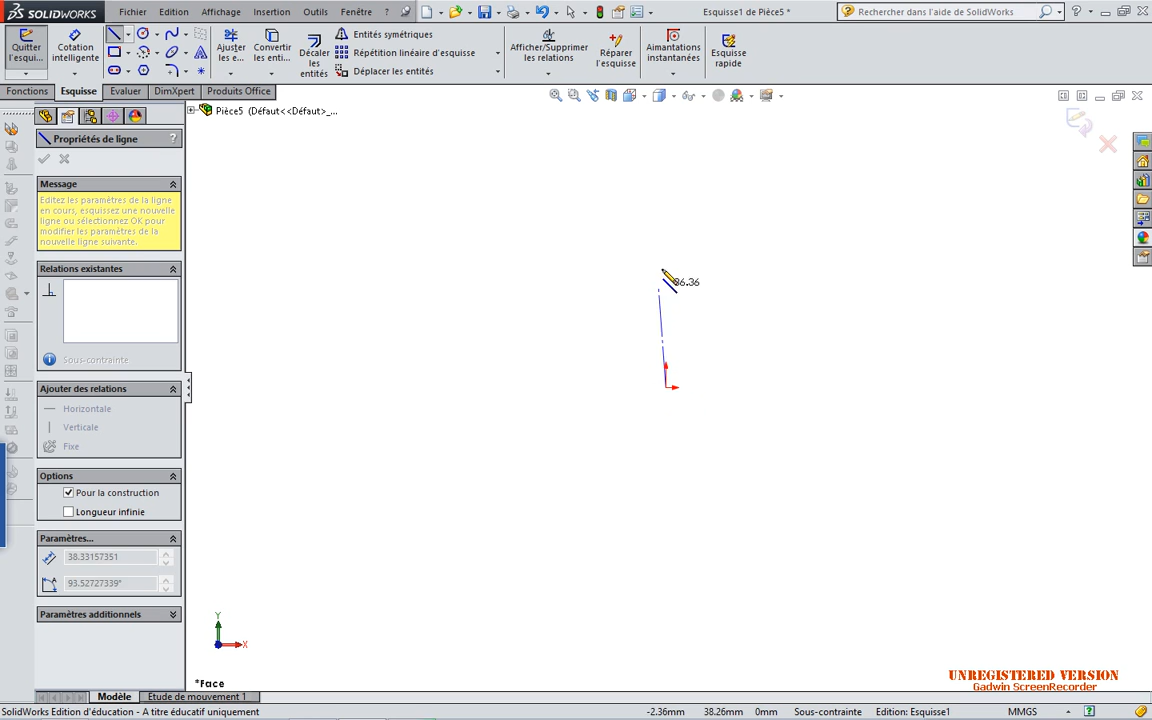 SOLIDWORKS
Fichier Edition Affichage Insertion Outils Fenêtre ?
Esquisse1 de Pièce5 *
Rechercher dans l'aide de SolidWorks
Quitter l'esqui...
Cotation intelligente
Ajuster les e...
Convertir les enti...
Décaler les entités
Entités symétriques
Répétition linéaire d'esquisse
Déplacer les entités
Afficher/Supprimer les relations
Réparer l'esquisse
Aimantations instantanées
Esquisse rapide
Fonctions Esquisse Evaluer DimXpert Produits Office
Pièce5 (Défaut<<Défaut>_...
Propriétés de ligne ?
Message
Editez les paramètres de la ligne
en cours, esquissez une nouvelle
ligne ou sélectionnez OK pour
modifier les paramètres de la
nouvelle ligne suivante.
Relations existantes
Sous-contrainte
Ajouter des relations
Horizontale
Verticale
Fixe
Options
Pour la construction
Longueur infinie
Paramètres...
38.33157351
93.52727339°
Paramètres additionnels
Y
X
*Face
UNREGISTERED VERSION
Gadwin ScreenRecorder
Modèle Etude de mouvement 1
SolidWorks Edition d'éducation - A titre éducatif uniquement
-2.36mm 38.26mm 0mm Sous-contrainte Edition: Esquisse1 MMGS